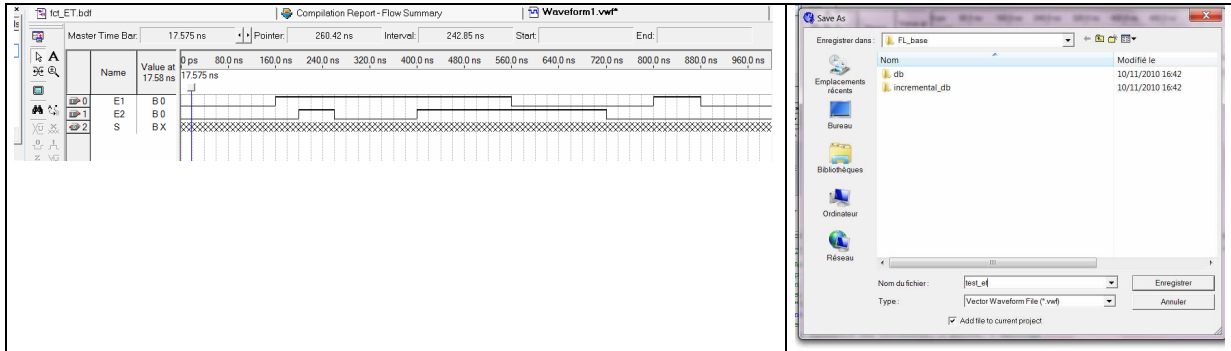 fct_ET.bdf Compilation Report - Flow Summary Waveform1.vwf*
Master Time Bar: 17.575 ns Pointer: 260.42 ns Interval: 242.85 ns Start: End:
Name Value at 17.58 ns
0 ps 80.0 ns 160.0 ns 240.0 ns 320.0 ns 400.0 ns 480.0 ns 560.0 ns 640.0 ns 720.0 ns 800.0 ns 880.0 ns 960.0 ns
17.575 ns
0 E1 B 0
1 E2 B 0
2 S B X
Save As
Enregistrer dans : FL_base
Nom Modifié le
db 10/11/2010 16:42
incremental_db 10/11/2010 16:42
Emplacements récents
Bureau
Bibliothèques
Ordinateur
Réseau
Nom du fichier : test_et Enregistrer
Type : Vector Waveform File (*.vwf) Annuler
Add file to current project